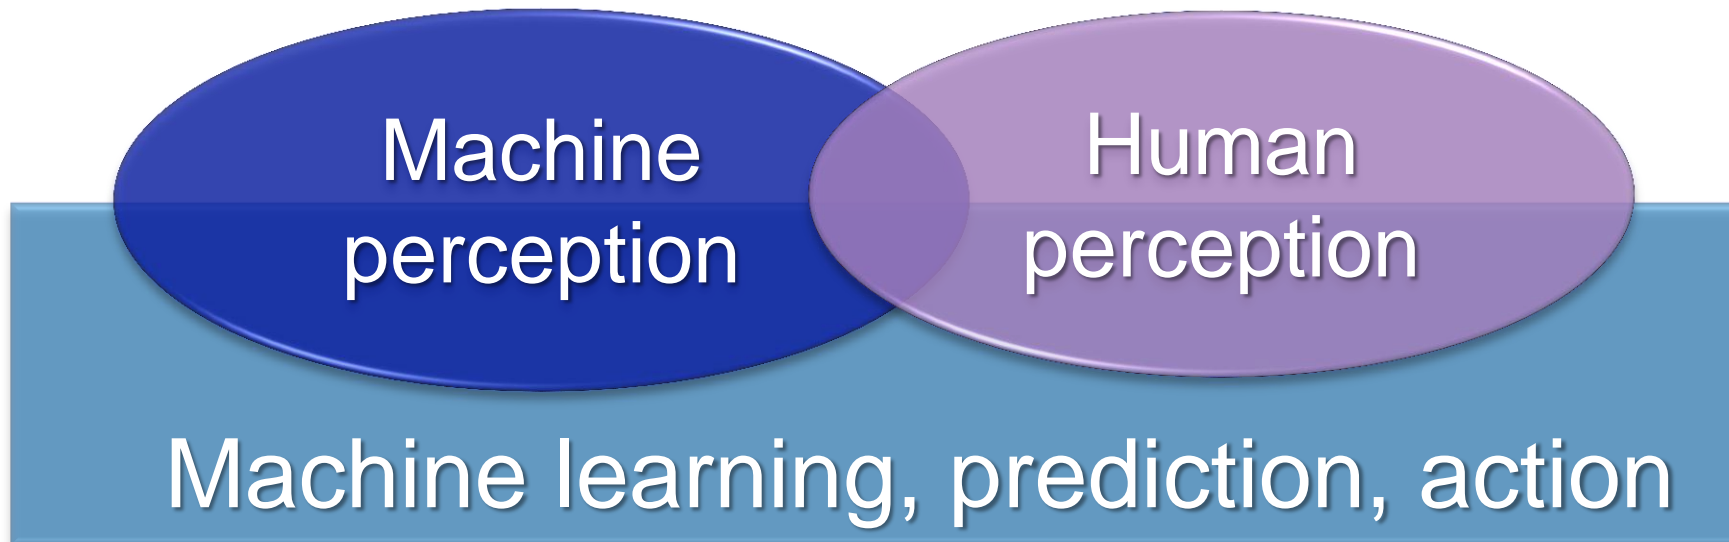 Machine
perception
Human
perception
Machine learning, prediction, action